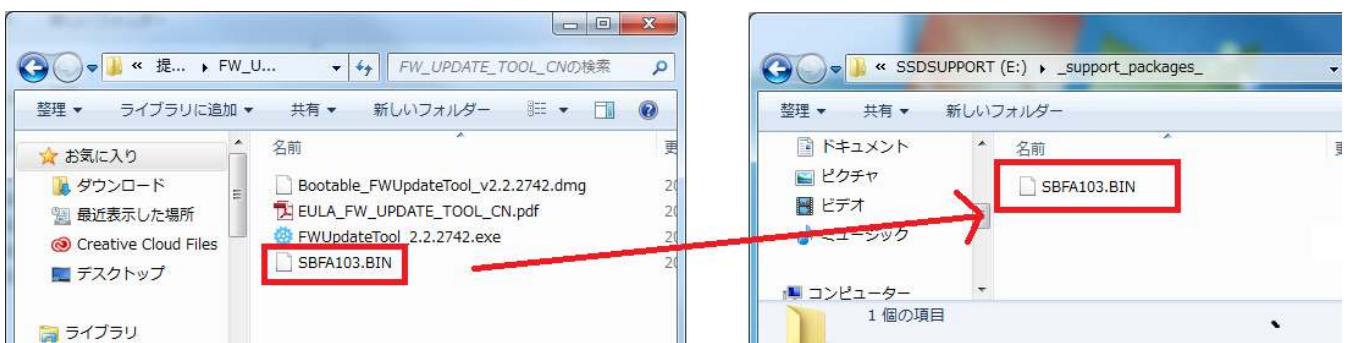 « 提... ▸ FW_U...
FW_UPDATE_TOOL_CNの検索
整理 ▼ ライブラリに追加 ▼ 共有 ▼ 新しいフォルダー
お気に入り
ダウンロード
最近表示した場所
Creative Cloud Files
デスクトップ
ライブラリ
名前
Bootable_FWUpdateTool_v2.2.2742.dmg
20
EULA_FW_UPDATE_TOOL_CN.pdf
20
FWUpdateTool_2.2.2742.exe
20
SBFA103.BIN
20
« SSDSUPPORT (E:) ▸ _support_packages_
整理 ▼ 共有 ▼ 新しいフォルダー
ドキュメント
ピクチャ
ビデオ
ミュージック
コンピューター
名前
SBFA103.BIN
1 個の項目